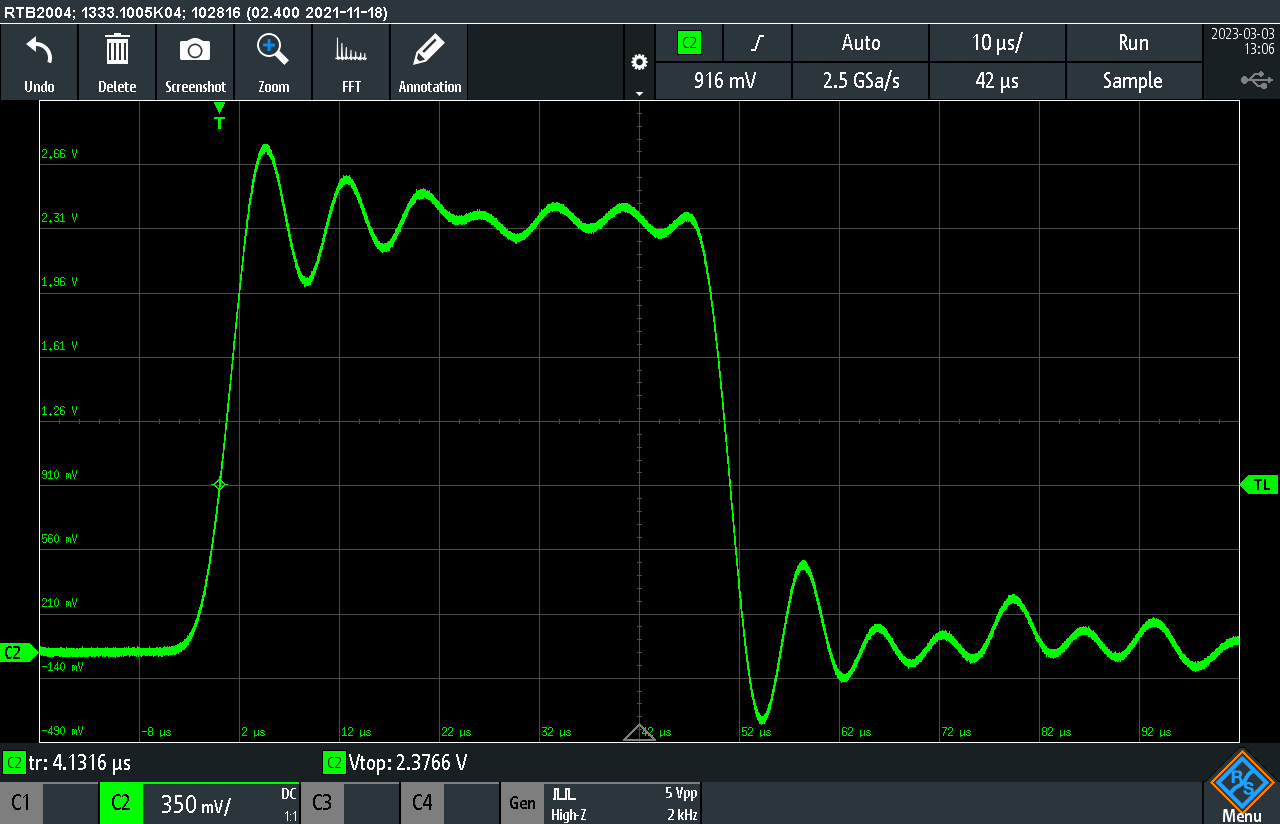 RTB2004; 1333.1005K04; 102816 (02.400 2021-11-18)
Undo
Delete
Screenshot
Zoom
FFT
Annotation
C2
Auto
10 µs/
Run
916 mV
2.5 GSa/s
42 µs
Sample
2023-03-03
13:06
T
2,66 V
2,31 V
1,96 V
1,61 V
1,26 V
910 mV
560 mV
210 mV
-140 mV
-490 mV
C2
TL
-8 µs
2 µs
12 µs
22 µs
32 µs
42 µs
52 µs
62 µs
72 µs
82 µs
92 µs
C2 tr: 4.1316 µs
C2 Vtop: 2.3766 V
C1
C2
350 mV/
DC
1:1
C3
C4
Gen
High-Z
5 Vpp
2 kHz
R S
Menu